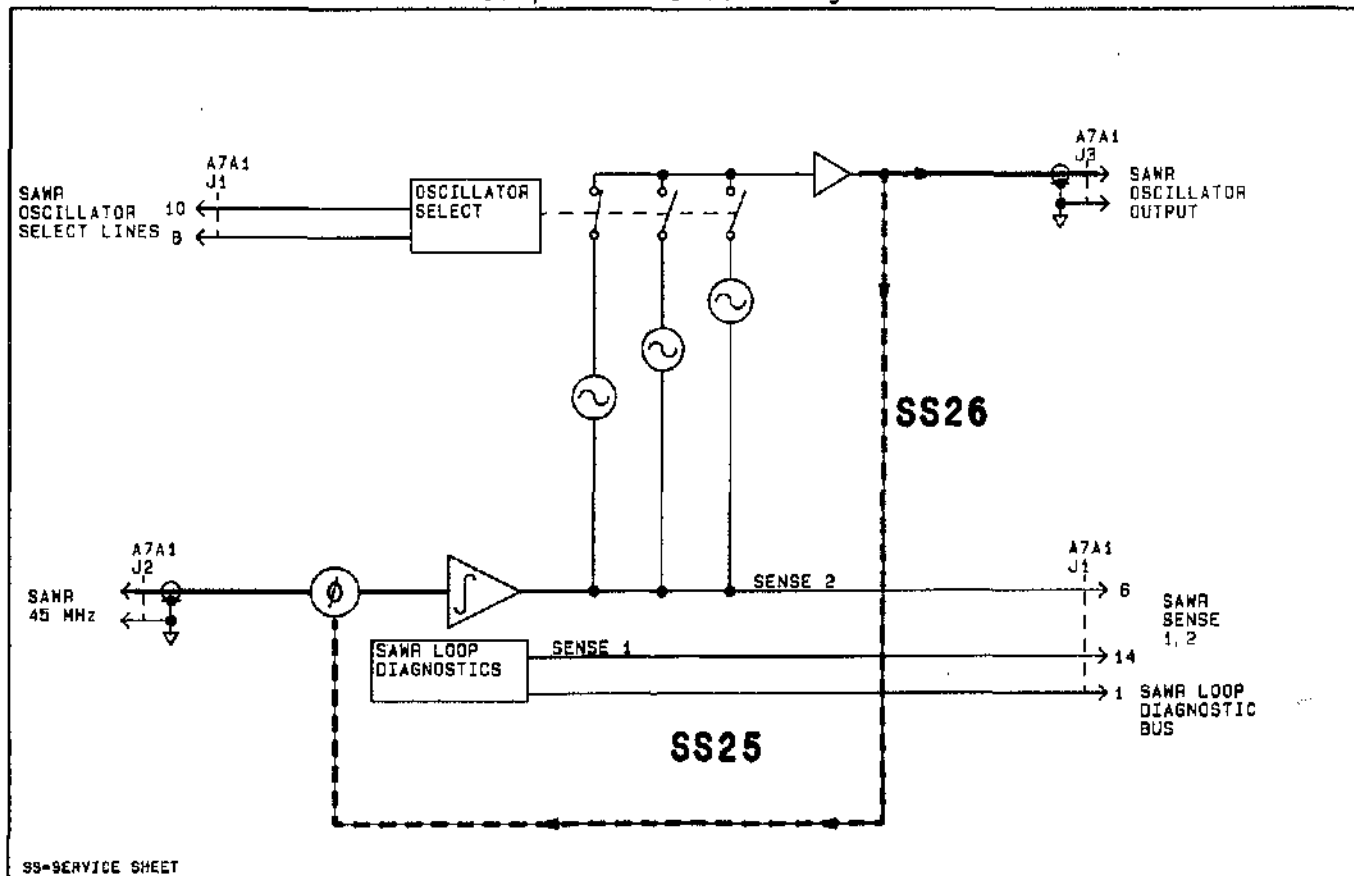 A7A1
J1
SAWR
OSCILLATOR
SELECT LINES
10
8
OSCILLATOR
SELECT
A7A1
J3
SAWR
OSCILLATOR
OUTPUT
SS26
A7A1
J2
SAWR
45 MHz
ϕ
∫
SENSE 2
A7A1
J1
6
SAWR
SENSE
1, 2
SAWR LOOP
DIAGNOSTICS
SENSE 1
14
1
SAWR LOOP
DIAGNOSTIC
BUS
SS25
SS=SERVICE SHEET